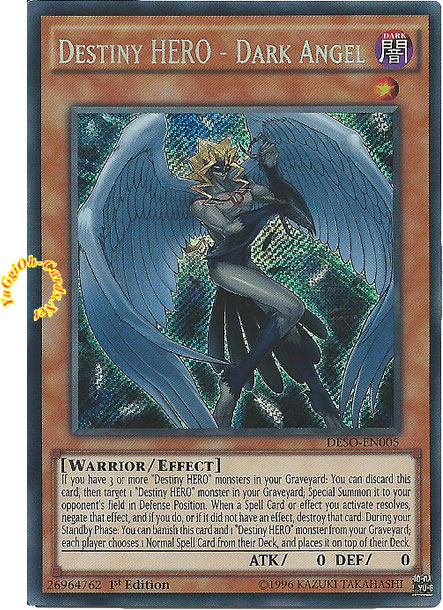 DESTINY HERO - DARK ANGEL
DARK
闇
YuGgiOh-Cards.Net
DESO-EN005
[WARRIOR/EFFECT]
If you have 3 or more "Destiny HERO" monsters in your Graveyard: You can discard
this card, then target 1 "Destiny HERO" monster in your Graveyard; Special Summon it to your
opponent's field in Defense Position. When a Spell Card or effect you activate resolves,
negate that effect, and if you do, or if it did not have an effect, destroy that card. During your
Standby Phase: You can banish this card and 1 "Destiny HERO" monster from your Graveyard;
each player chooses 1 Normal Spell Card from their Deck, and places it on top of their Deck.
ATK/ 0 DEF/ 0
26964762 1st Edition ©1996 KAZUKI TAKAHASHI